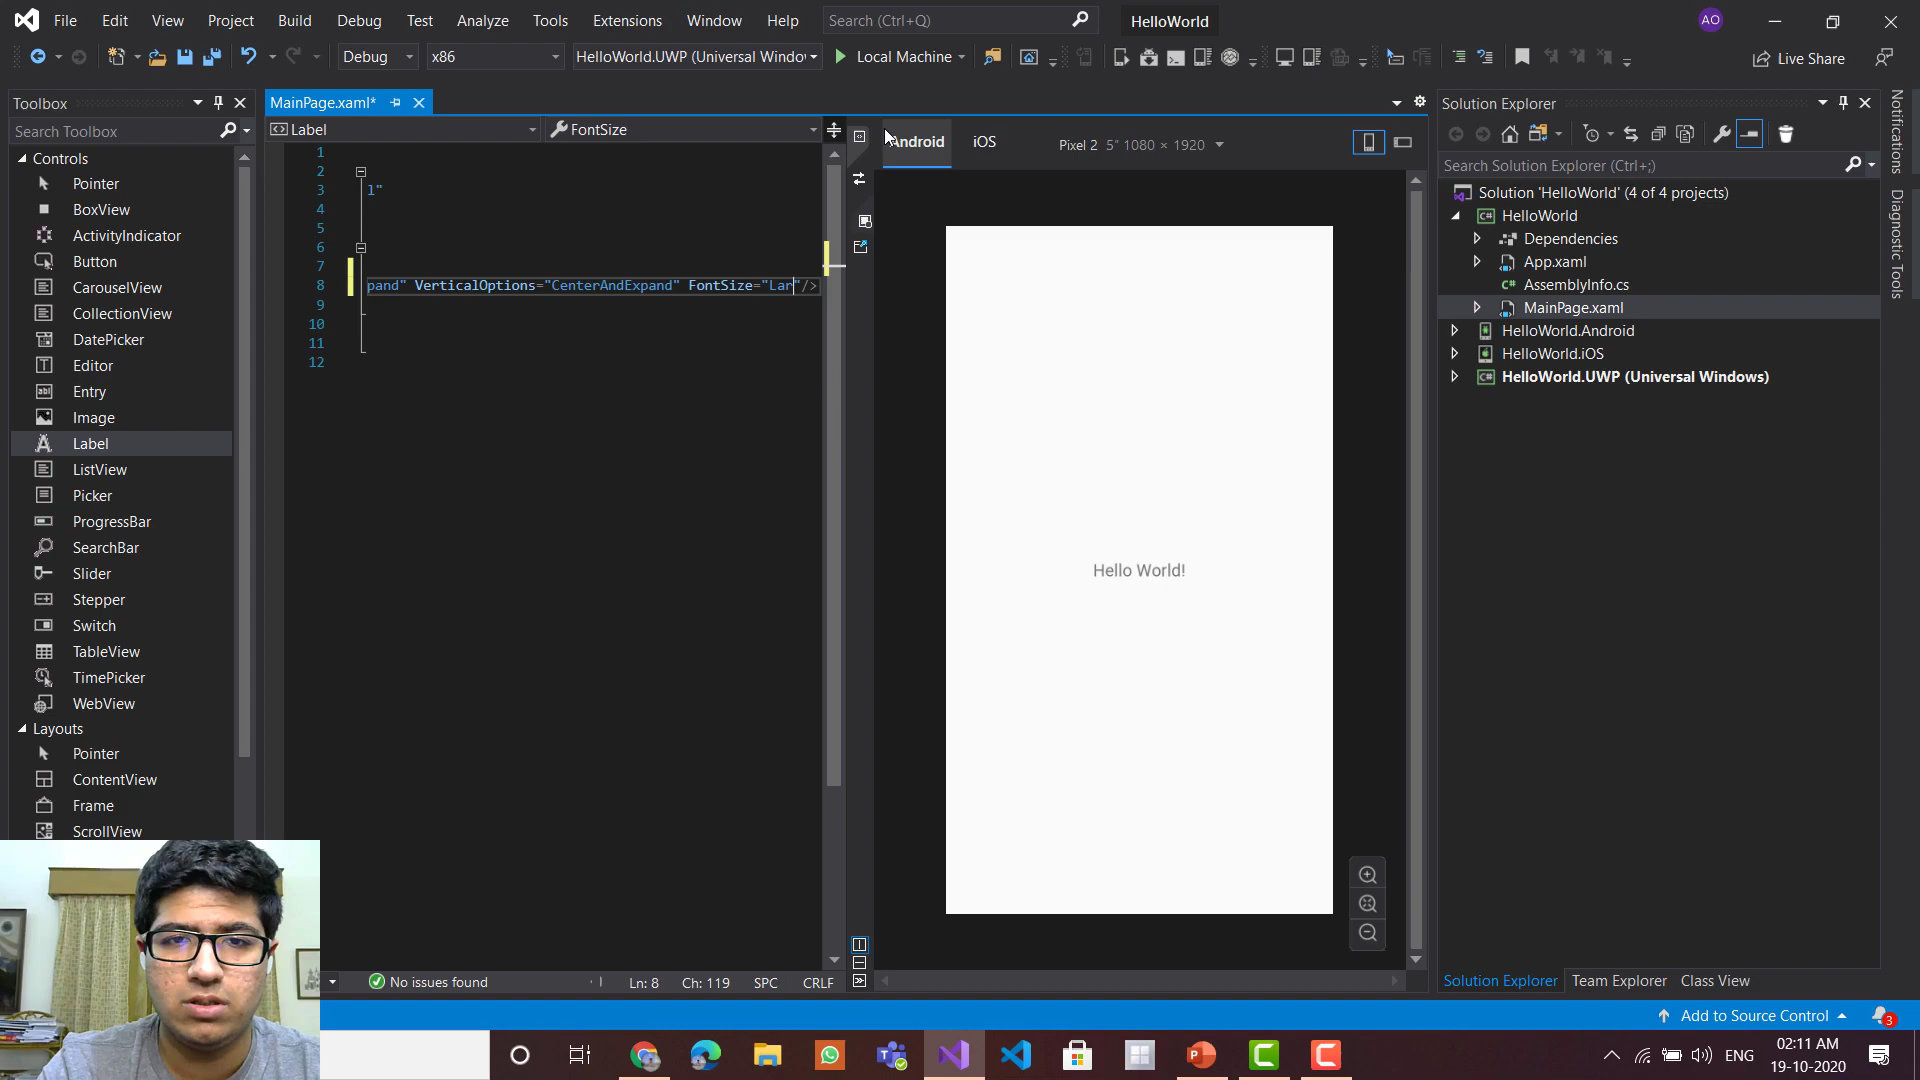 File Edit View Project Build Debug Test Analyze Tools Extensions Window Help Search (Ctrl+Q) HelloWorld AO
Debug x86 HelloWorld.UWP (Universal Windo Local Machine Live Share
Toolbox
Search Toolbox
Controls
Pointer
BoxView
ActivityIndicator
Button
CarouselView
CollectionView
DatePicker
Editor
Entry
Image
Label
ListView
Picker
ProgressBar
SearchBar
Slider
Stepper
Switch
TableView
TimePicker
WebView
Layouts
Pointer
ContentView
Frame
ScrollView
MainPage.xaml*
Label FontSize
1
2
3 l"
4
5
6
7
8 pand" VerticalOptions="CenterAndExpand" FontSize="Lar"/>
9
10
11
12
No issues found Ln: 8 Ch: 119 SPC CRLF
Android iOS Pixel 2 5" 1080 × 1920
Hello World!
Solution Explorer
Search Solution Explorer (Ctrl+;)
Solution 'HelloWorld' (4 of 4 projects)
HelloWorld
Dependencies
App.xaml
AssemblyInfo.cs
MainPage.xaml
HelloWorld.Android
HelloWorld.iOS
HelloWorld.UWP (Universal Windows)
Solution Explorer Team Explorer Class View
Notifications
Diagnostic Tools
Add to Source Control 3
ENG 02:11 AM
19-10-2020